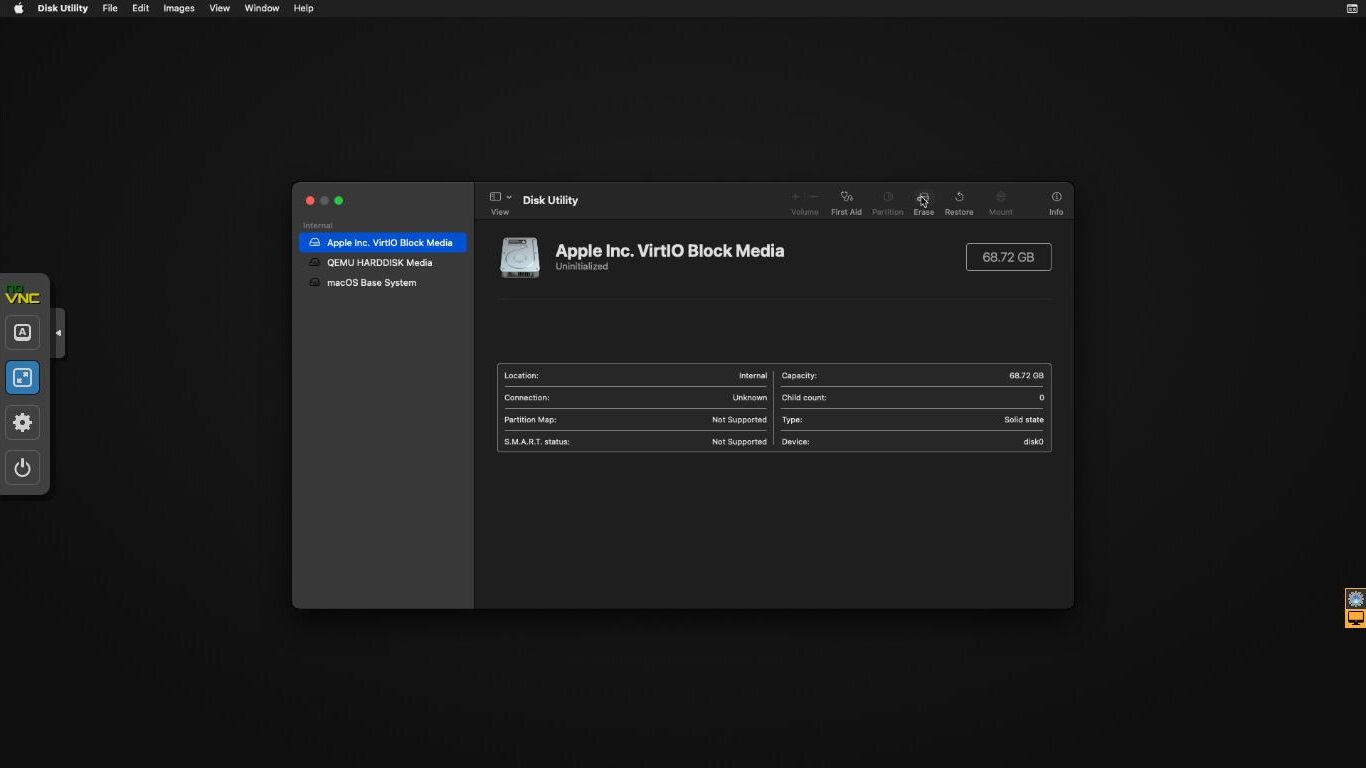 Disk Utility File Edit Images View Window Help
Disk Utility
View
Volume First Aid Partition Erase Restore Mount Info
Internal
Apple Inc. VirtIO Block Media
QEMU HARDDISK Media
macOS Base System
Apple Inc. VirtIO Block Media
Uninitialized
68.72 GB
Location: Internal
Connection: Unknown
Partition Map: Not Supported
S.M.A.R.T. status: Not Supported
Capacity: 68.72 GB
Child count: 0
Type: Solid state
Device: disk0
no
VNC
A